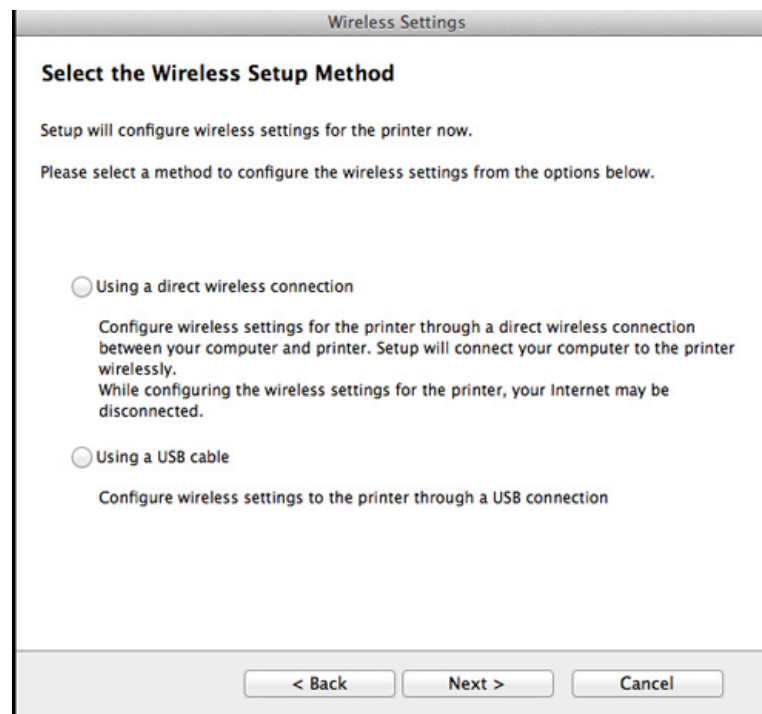 Wireless Settings
Select the Wireless Setup Method
Setup will configure wireless settings for the printer now.
Please select a method to configure the wireless settings from the options below.
Using a direct wireless connection
Configure wireless settings for the printer through a direct wireless connection
between your computer and printer. Setup will connect your computer to the printer
wirelessly.
While configuring the wireless settings for the printer, your Internet may be
disconnected.
Using a USB cable
Configure wireless settings to the printer through a USB connection
< Back Next > Cancel